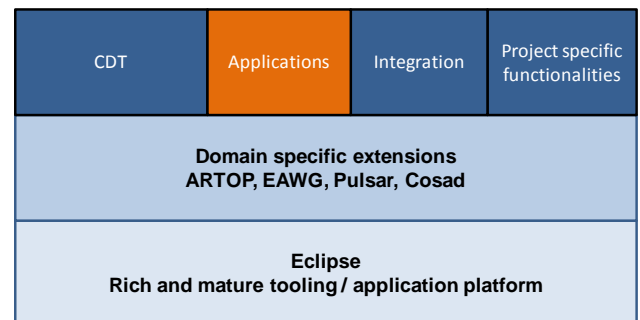 CDT
Applications
Integration
Project specific
functionalities
Domain specific extensions
ARTOP, EAWG, Pulsar, Cosad
Eclipse
Rich and mature tooling / application platform